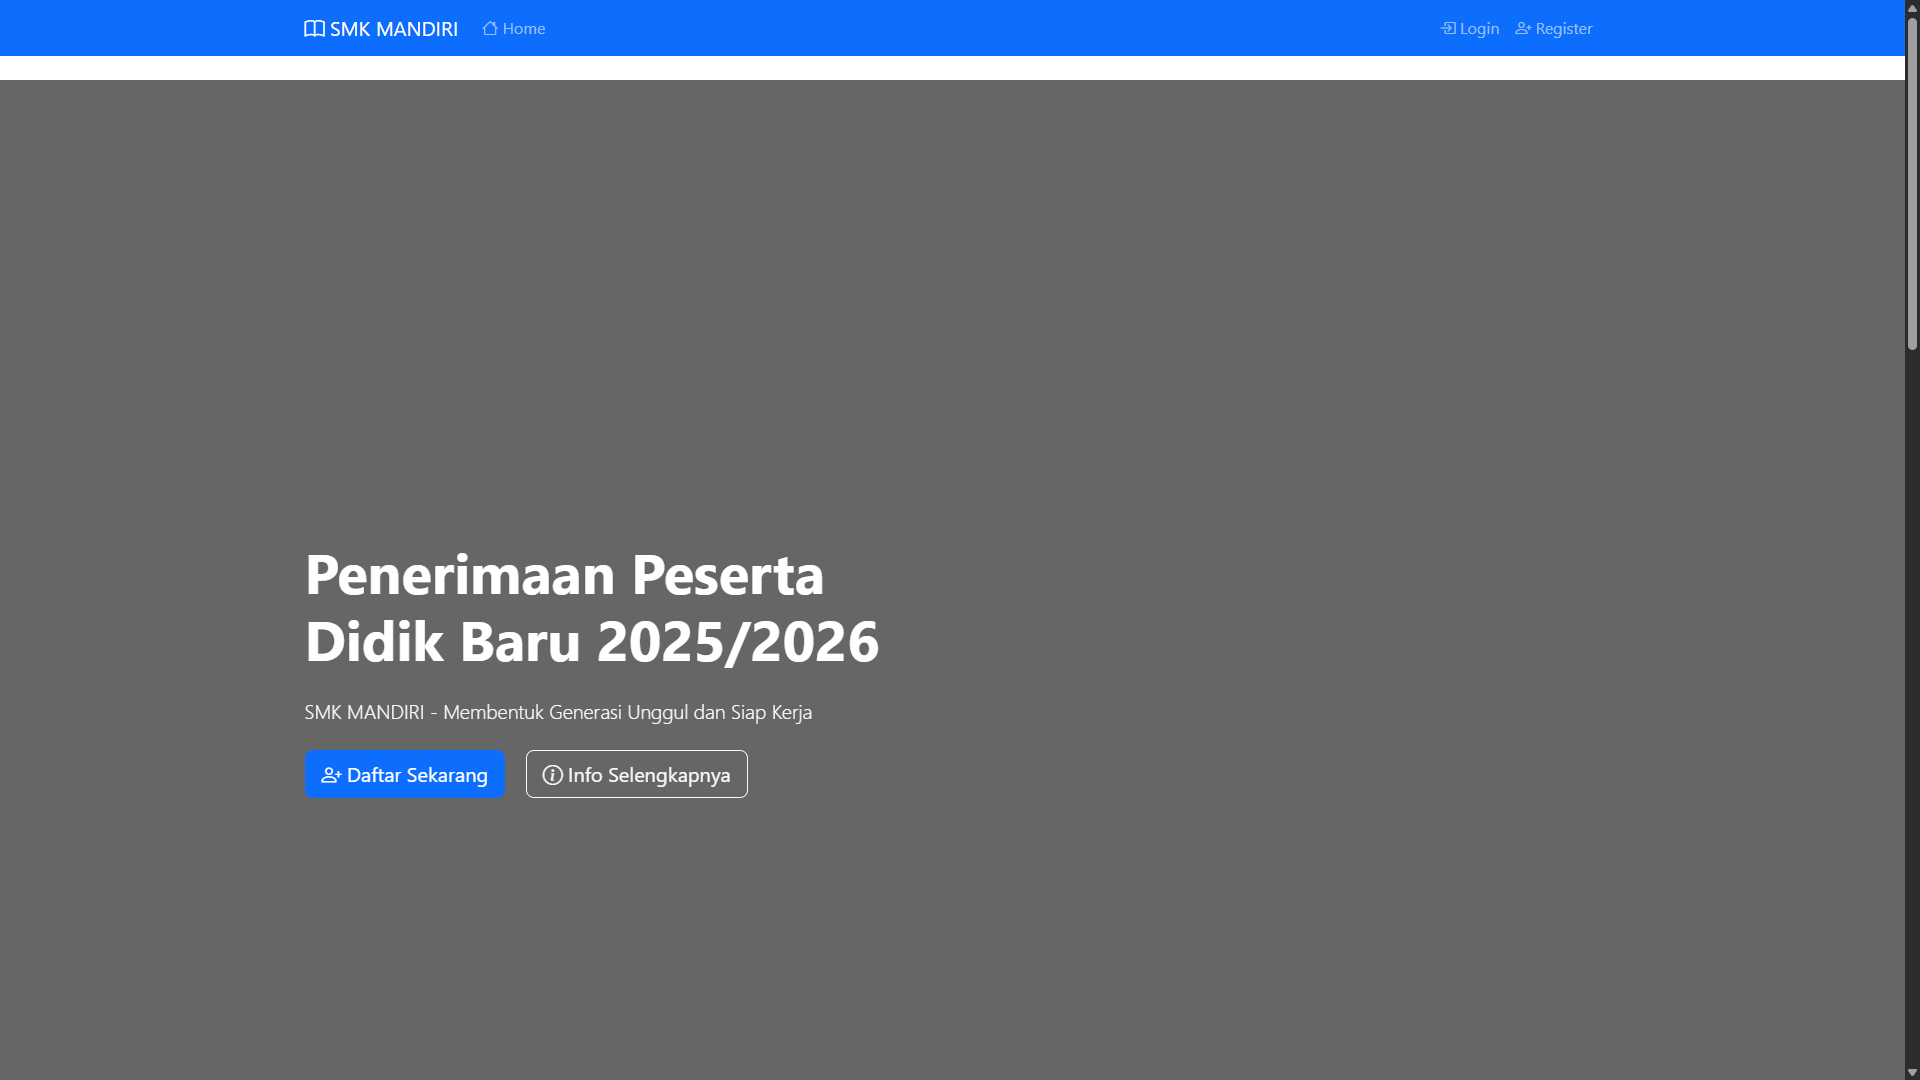 SMK MANDIRI
Home
Login
Register
Penerimaan Peserta
Didik Baru 2025/2026
SMK MANDIRI - Membentuk Generasi Unggul dan Siap Kerja
Daftar Sekarang
Info Selengkapnya